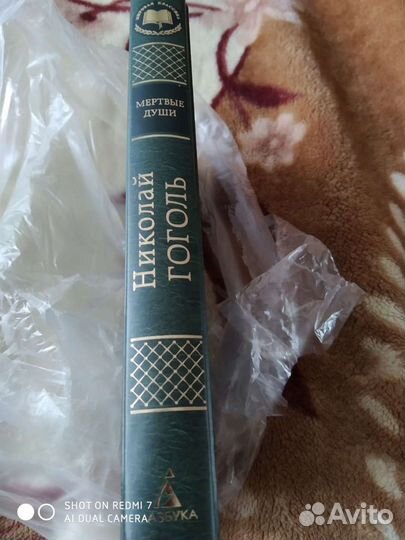 МЕРТВЫЕ
ДУШИ
Николай
ГОГОЛЬ
АЗБУКА
SHOT ON REDMI 7
AI DUAL CAMERA
Avito